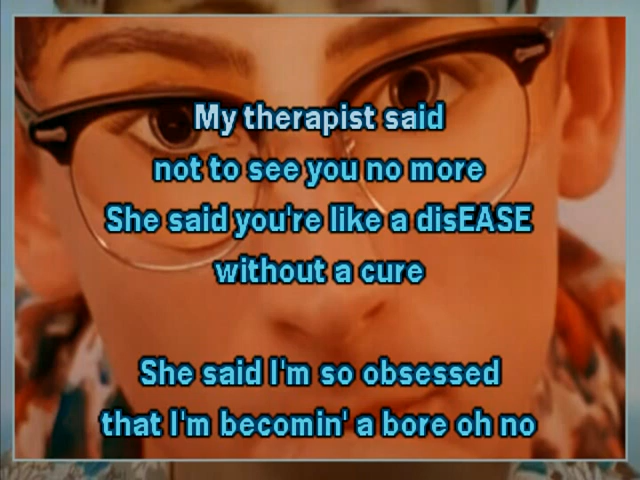 My therapist said
not to see you no more
She said you're like a disEASE
without a cure
She said I'm so obsessed
that I'm becomin' a bore oh no